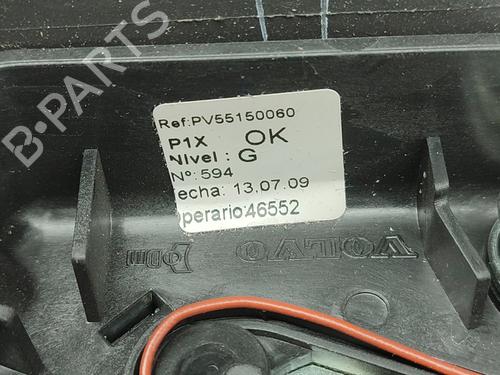 B-PARTS
Ref:PV55150060
P1X OK
Nivel : G
Nº: 594
echa: 13.07.09
perario:46552
VOLVO